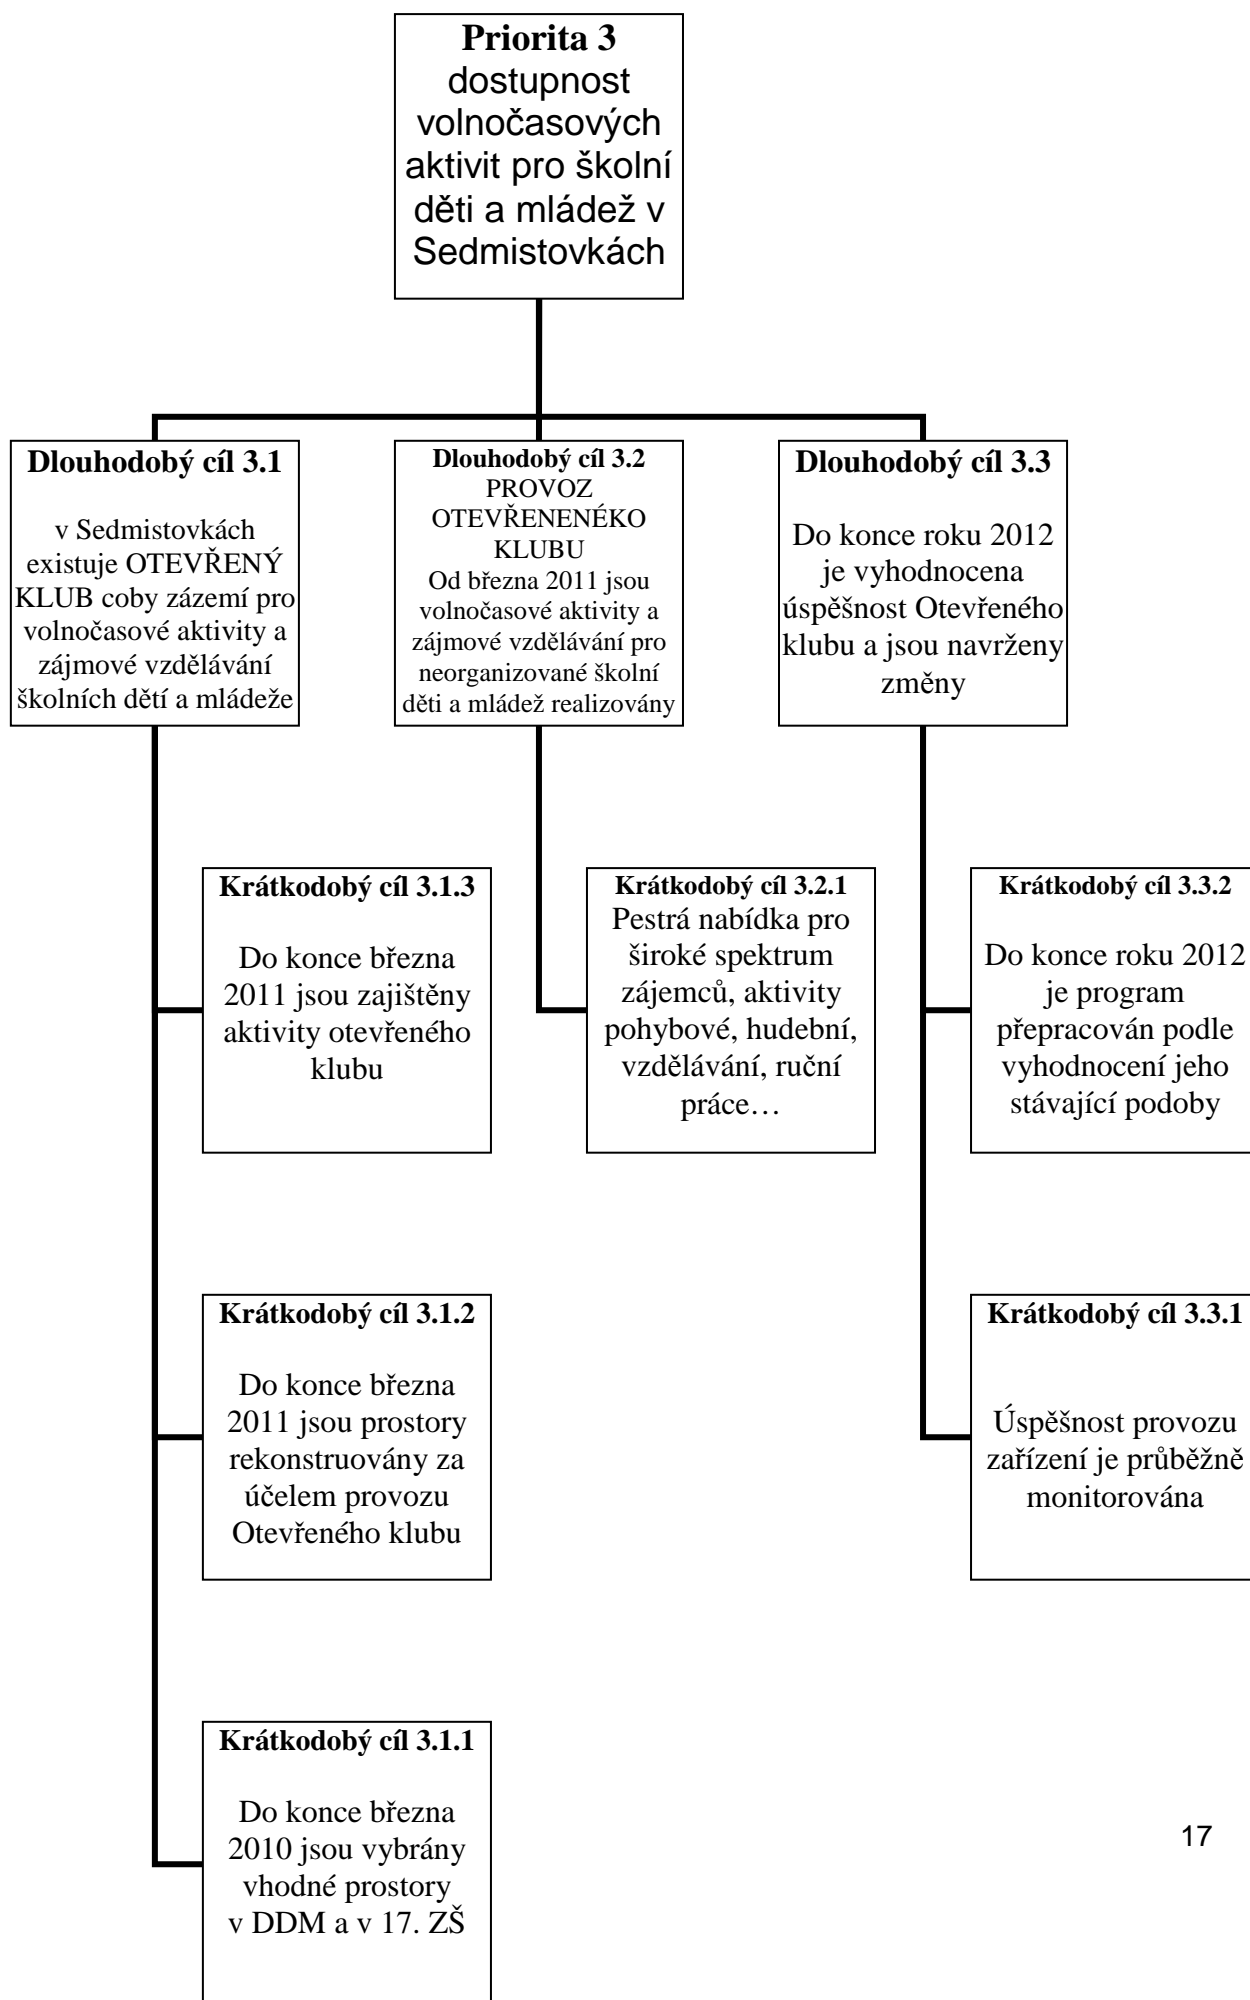 Priorita 3
dostupnost
volnočasových
aktivit pro školní
děti a mládež v
Sedmistovkách
Dlouhodobý cíl 3.1
v Sedmistovkách
existuje OTEVŘENÝ
KLUB coby zázemí pro
volnočasové aktivity a
zájmové vzdělávání
školních dětí a mládeže
Dlouhodobý cíl 3.2
PROVOZ
OTEVŘENENÉKO
KLUBU
Od března 2011 jsou
volnočasové aktivity a
zájmové vzdělávání pro
neorganizované školní
děti a mládež realizovány
Dlouhodobý cíl 3.3
Do konce roku 2012
je vyhodnocena
úspěšnost Otevřeného
klubu a jsou navrženy
změny
Krátkodobý cíl 3.1.3
Do konce března
2011 jsou zajištěny
aktivity otevřeného
klubu
Krátkodobý cíl 3.2.1
Pestrá nabídka pro
široké spektrum
zájemců, aktivity
pohybové, hudební,
vzdělávání, ruční
práce…
Krátkodobý cíl 3.3.2
Do konce roku 2012
je program
přepracován podle
vyhodnocení jeho
stávající podoby
Krátkodobý cíl 3.1.2
Do konce března
2011 jsou prostory
rekonstruovány za
účelem provozu
Otevřeného klubu
Krátkodobý cíl 3.3.1
Úspěšnost provozu
zařízení je průběžně
monitorována
Krátkodobý cíl 3.1.1
Do konce března
2010 jsou vybrány
vhodné prostory
v DDM a v 17. ZŠ
17